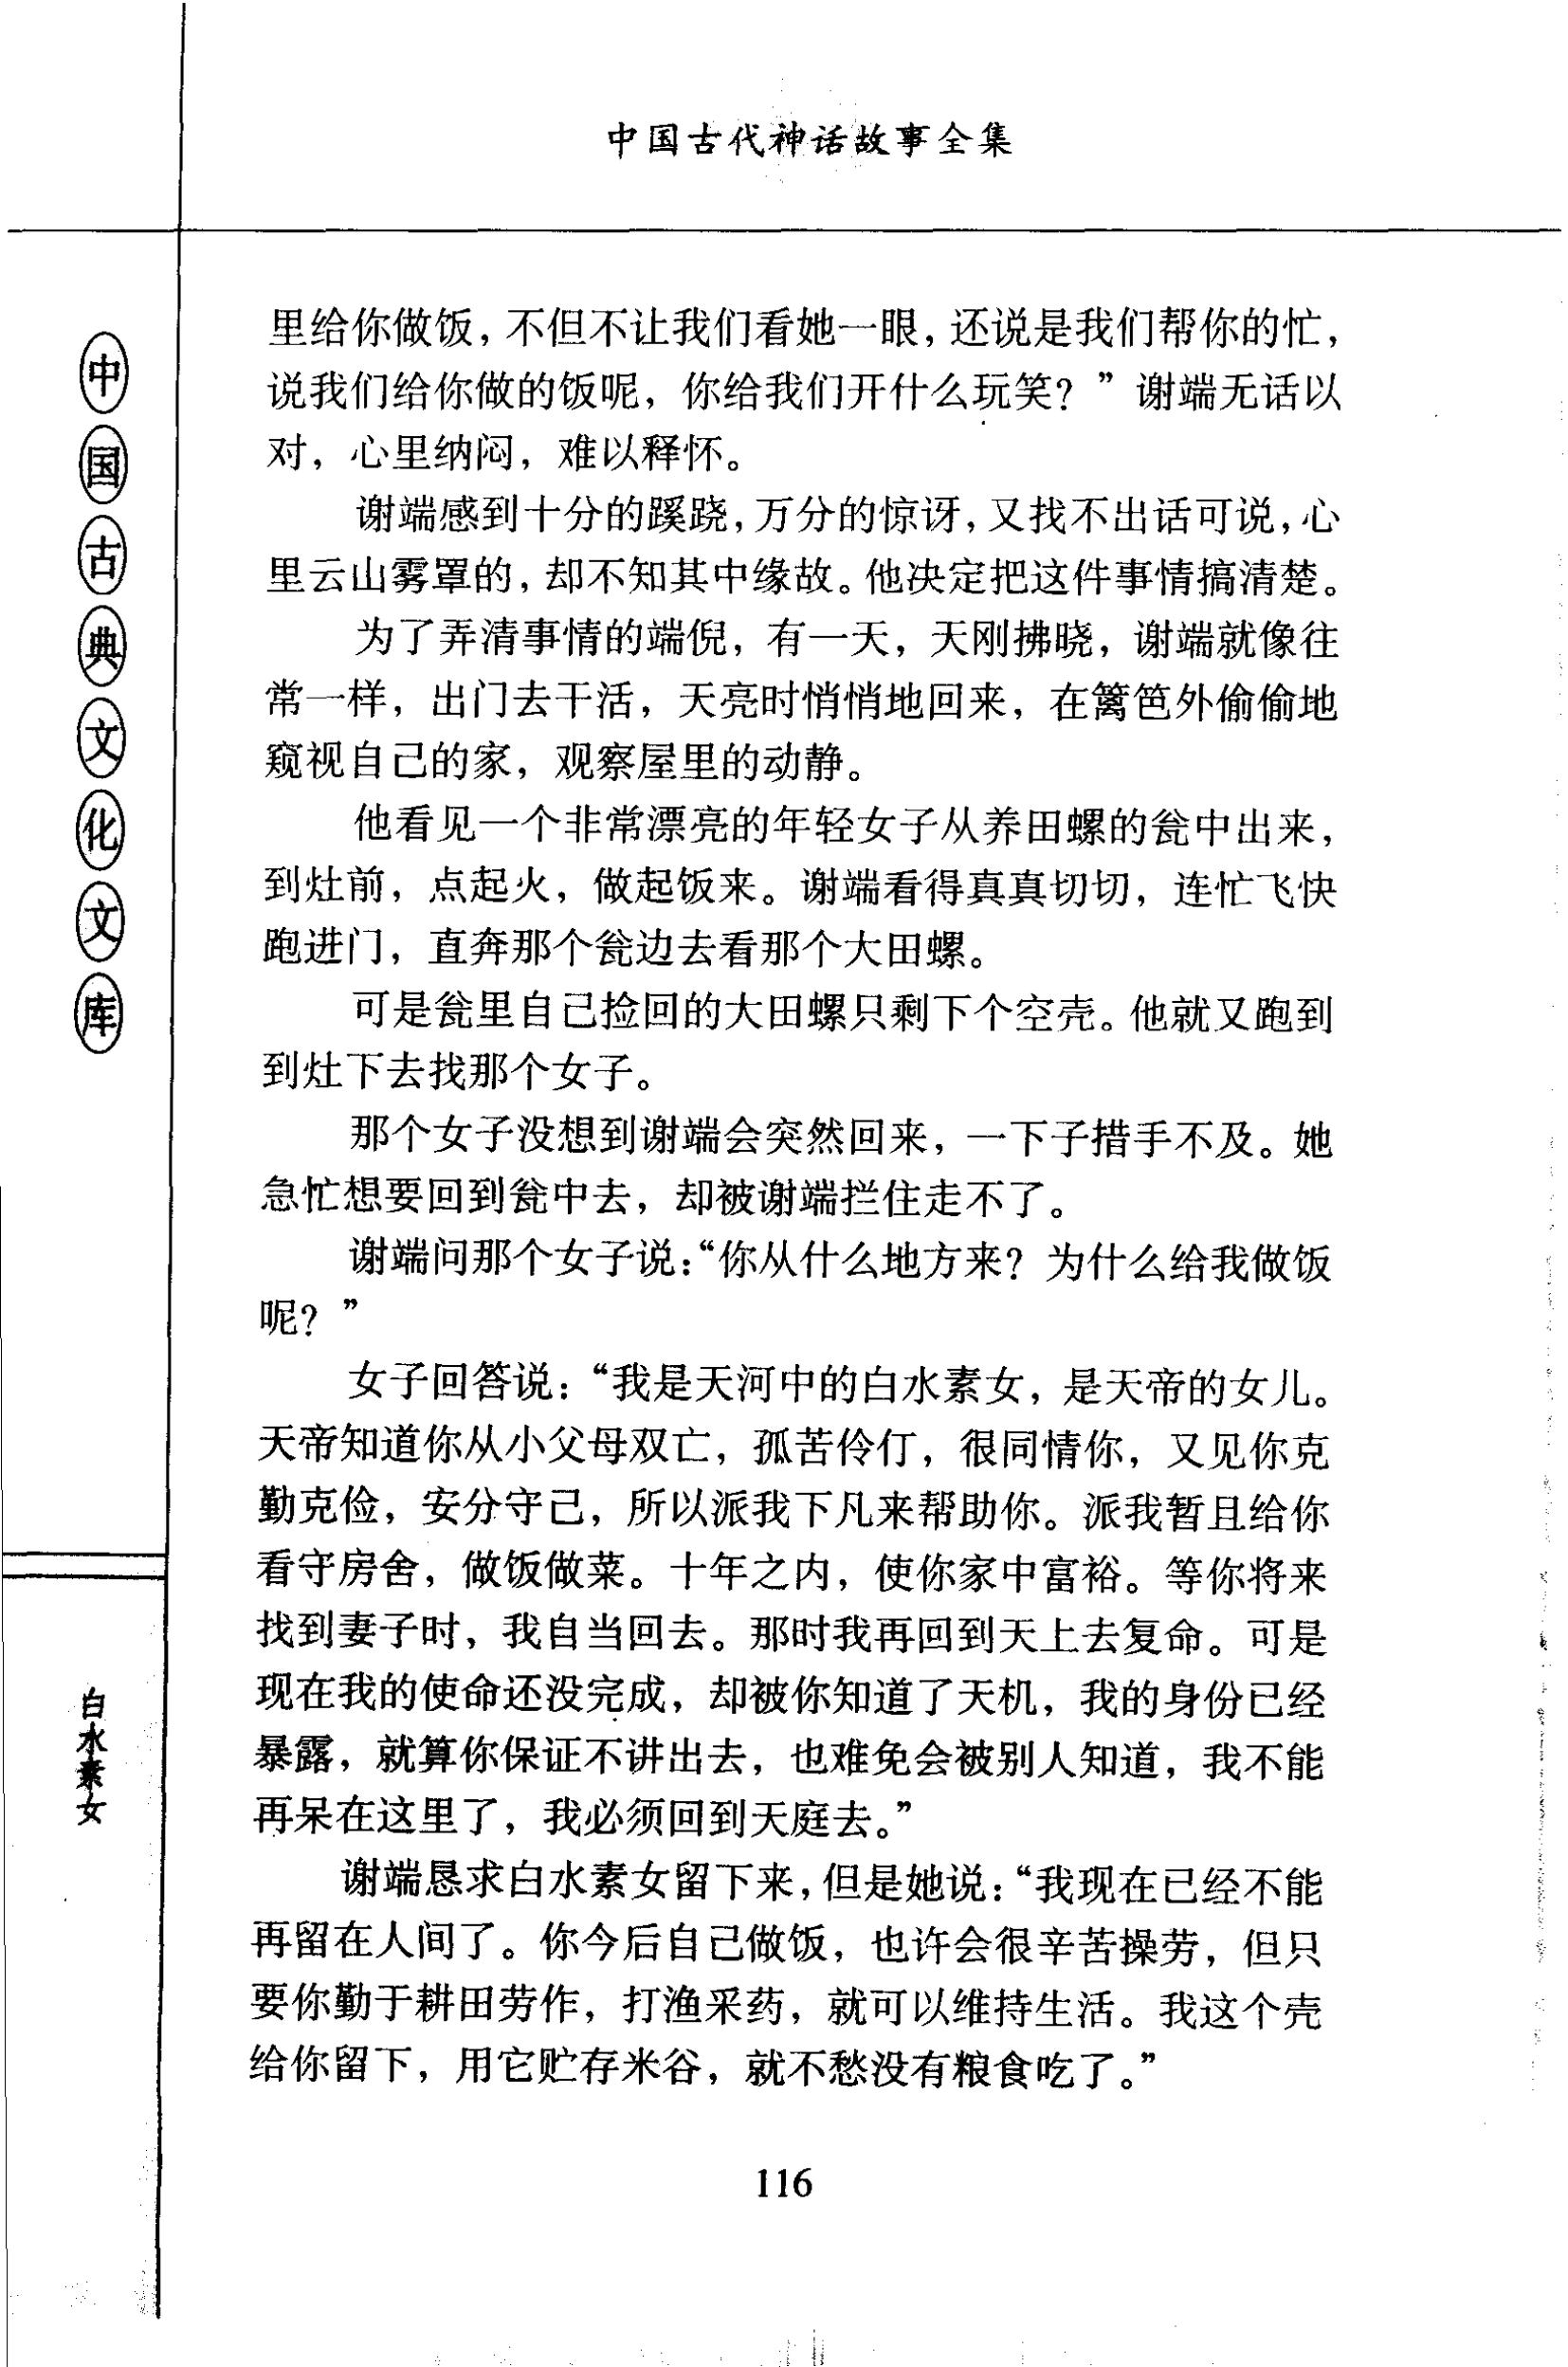 中国古代神话故事全集
中国古典文化文库
白水素女
里给你做饭，不但不让我们看她一眼，还说是我们帮你的忙，
说我们给你做的饭呢，你给我们开什么玩笑？”谢端无话以
对，心里纳闷，难以释怀。
谢端感到十分的蹊跷，万分的惊讶，又找不出话可说，心
里云山雾罩的，却不知其中缘故。他决定把这件事情搞清楚。
为了弄清事情的端倪，有一天，天刚拂晓，谢端就像往
常一样，出门去干活，天亮时悄悄地回来，在篱笆外偷偷地
窥视自己的家，观察屋里的动静。
他看见一个非常漂亮的年轻女子从养田螺的瓮中出来，
到灶前，点起火，做起饭来。谢端看得真真切切，连忙飞快
跑进门，直奔那个瓮边去看那个大田螺。
可是瓮里自己捡回的大田螺只剩下个空壳。他就又跑到
到灶下去找那个女子。
那个女子没想到谢端会突然回来，一下子措手不及。她
急忙想要回到瓮中去，却被谢端拦住走不了。
谢端问那个女子说：“你从什么地方来？为什么给我做饭
呢？”
女子回答说：“我是天河中的白水素女，是天帝的女儿。
天帝知道你从小父母双亡，孤苦伶仃，很同情你，又见你克
勤克俭，安分守己，所以派我下凡来帮助你。派我暂且给你
看守房舍，做饭做菜。十年之内，使你家中富裕。等你将来
找到妻子时，我自当回去。那时我再回到天上去复命。可是
现在我的使命还没完成，却被你知道了天机，我的身份已经
暴露，就算你保证不讲出去，也难免会被别人知道，我不能
再呆在这里了，我必须回到天庭去。”
谢端恳求白水素女留下来，但是她说：“我现在已经不能
再留在人间了。你今后自己做饭，也许会很辛苦操劳，但只
要你勤于耕田劳作，打渔采药，就可以维持生活。我这个壳
给你留下，用它贮存米谷，就不愁没有粮食吃了。”
116